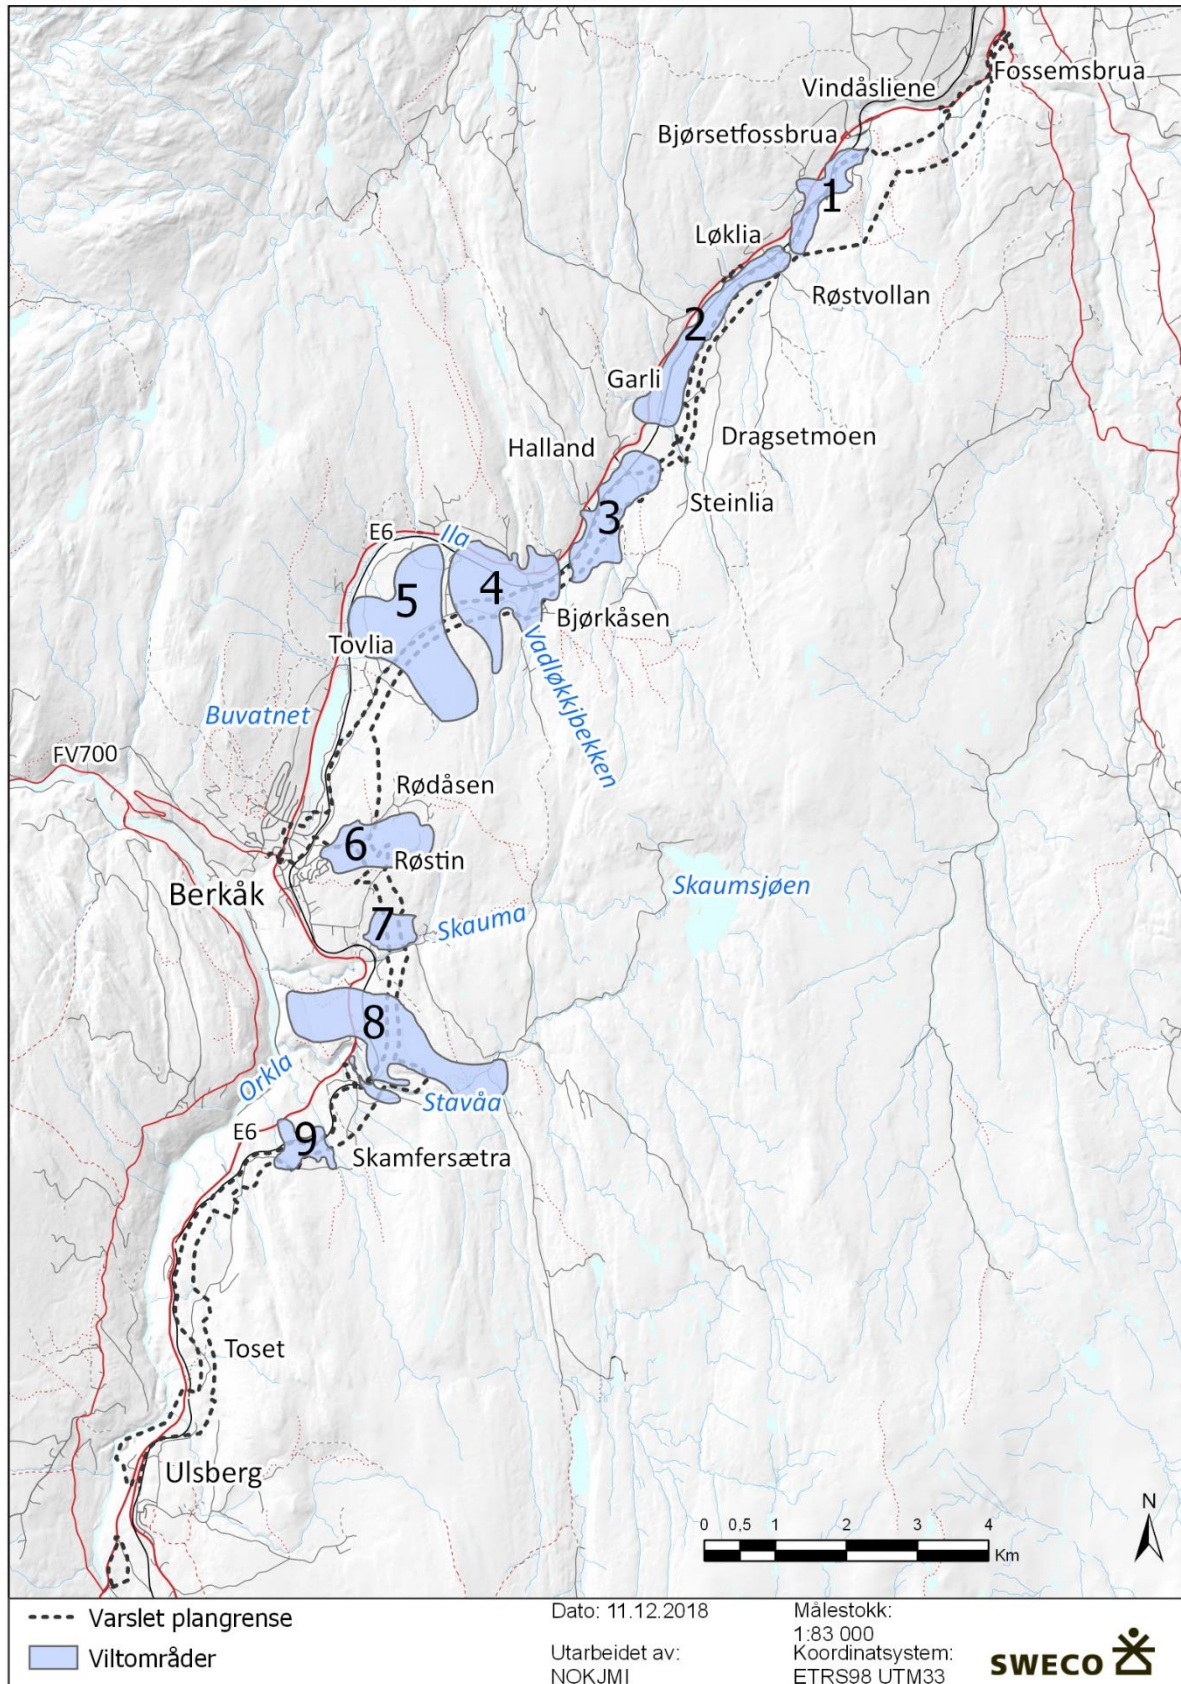 Fossemsbrua
Vindåsliene
Bjørsetfossbrua
1
Løklia
Røstvollan
2
Garli
Dragsetmoen
Halland
Steinlia
3
E6
Ila
4
5
Bjørkåsen
Tovlia
Vadløkkjbekken
Buvatnet
FV700
Rødåsen
6
Røstin
Berkåk
Skaumsjøen
7
Skauma
8
Orkla
Stavåa
E6
9
Skamfersætra
Toset
Ulsberg
N
0 0,5 1 2 3 4
Km
Varslet plangrense
Viltområder
Dato: 11.12.2018
Utarbeidet av:
NOKJMI
Målestokk:
1:83 000
Koordinatsystem:
ETRS98 UTM33
SWECO